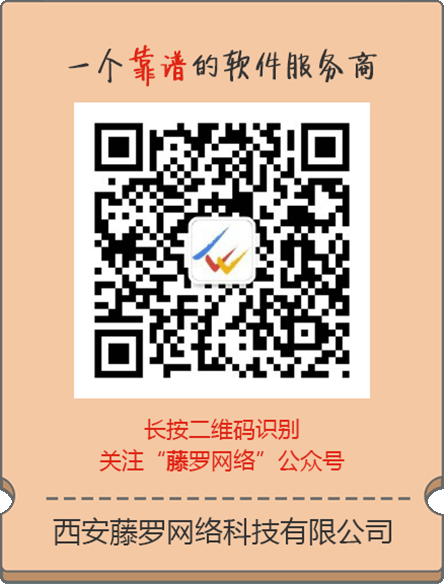 一个靠谱的软件服务商
长按二维码识别
关注“藤罗网络”公众号
西安藤罗网络科技有限公司